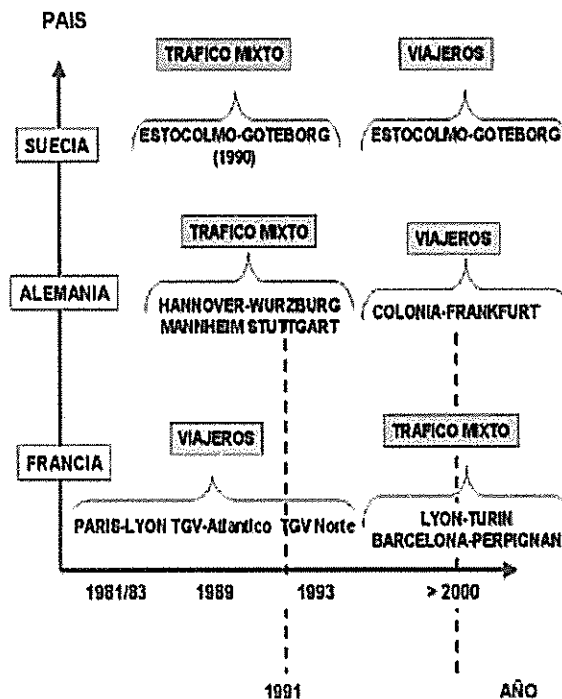 PAIS
TRAFICO MIXTO
VIAJEROS
ESTOCOLMO-GOTEBORG
(1990)
ESTOCOLMO-GOTEBORG
SUECIA
TRAFICO MIXTO
VIAJEROS
ALEMANIA
HANNOVER-WURZBURG
MANNHEIM STUTTGART
COLONIA-FRANKFURT
VIAJEROS
TRAFICO MIXTO
FRANCIA
PARIS-LYON TGV-Atlantico TGV Norte
LYON-TURIN
BARCELONA-PERPIGNAN
1981/83 1989 1993 > 2000
1991 AÑO